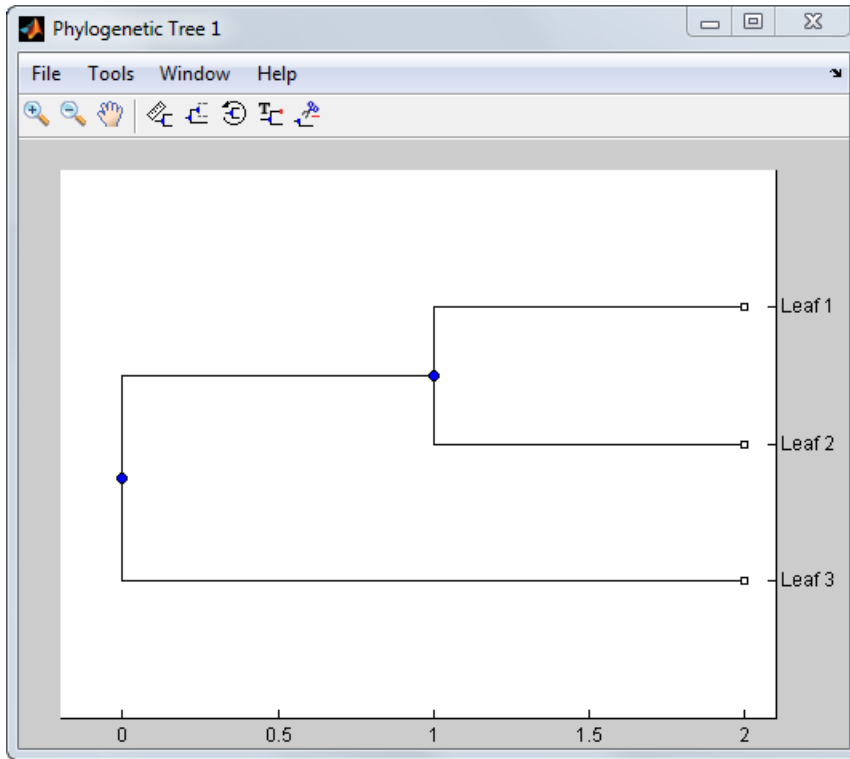 Phylogenetic Tree 1
File Tools Window Help
Leaf 1
Leaf 2
Leaf 3
0 0.5 1 1.5 2